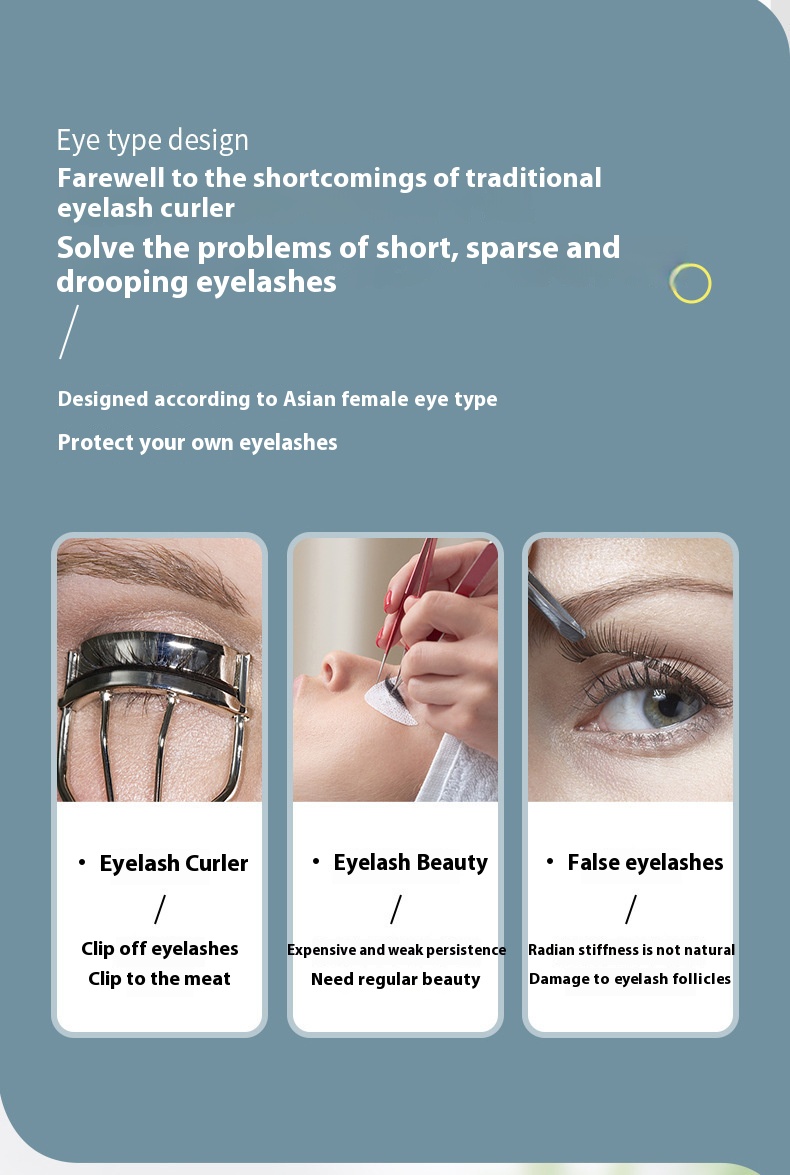 Eye type design
Farewell to the shortcomings of traditional
eyelash curler
Solve the problems of short, sparse and
drooping eyelashes
Designed according to Asian female eye type
Protect your own eyelashes
• Eyelash Curler
Clip off eyelashes
Clip to the meat
• Eyelash Beauty
Expensive and weak persistence
Need regular beauty
• False eyelashes
Radian stiffness is not natural
Damage to eyelash follicles